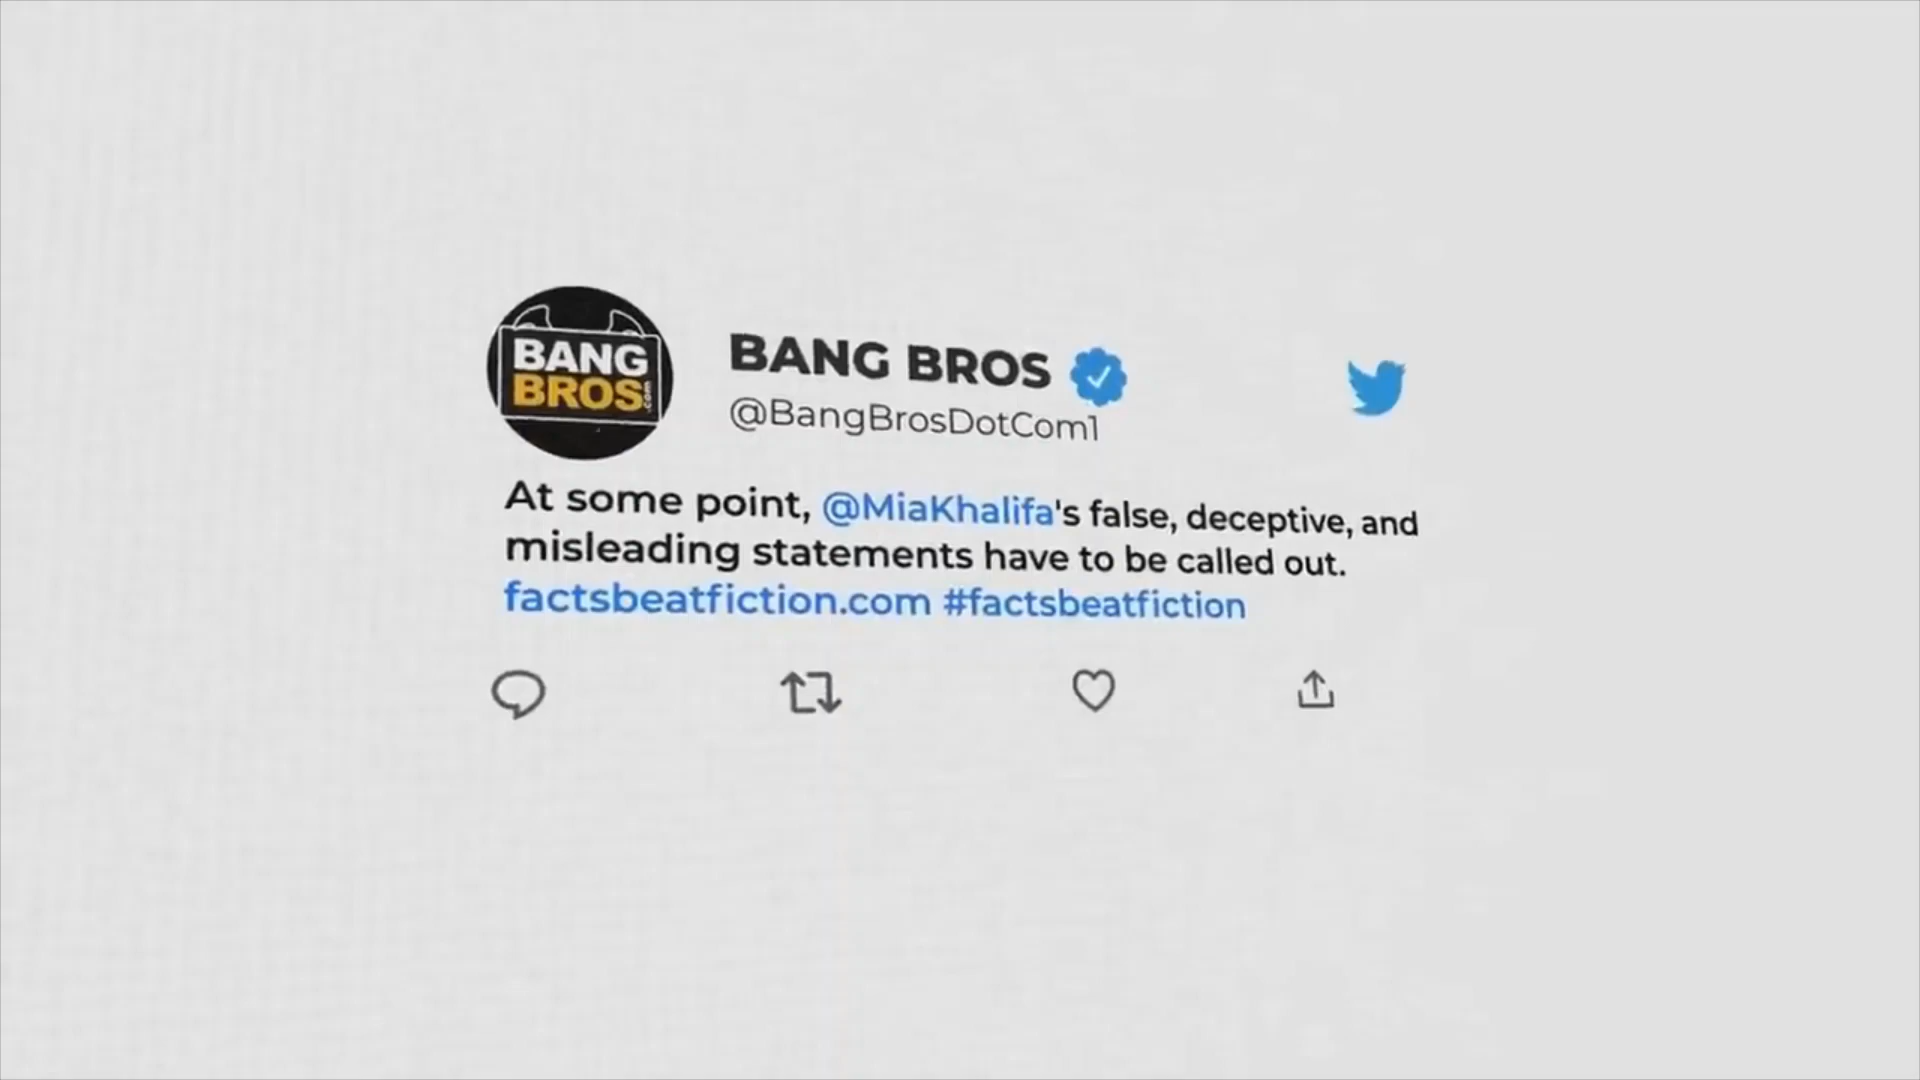 BANG
BROS.com
BANG BROS
@BangBrosDotCom1
At some point, @MiaKhalifa's false, deceptive, and
misleading statements have to be called out.
factsbeatfiction.com #factsbeatfiction